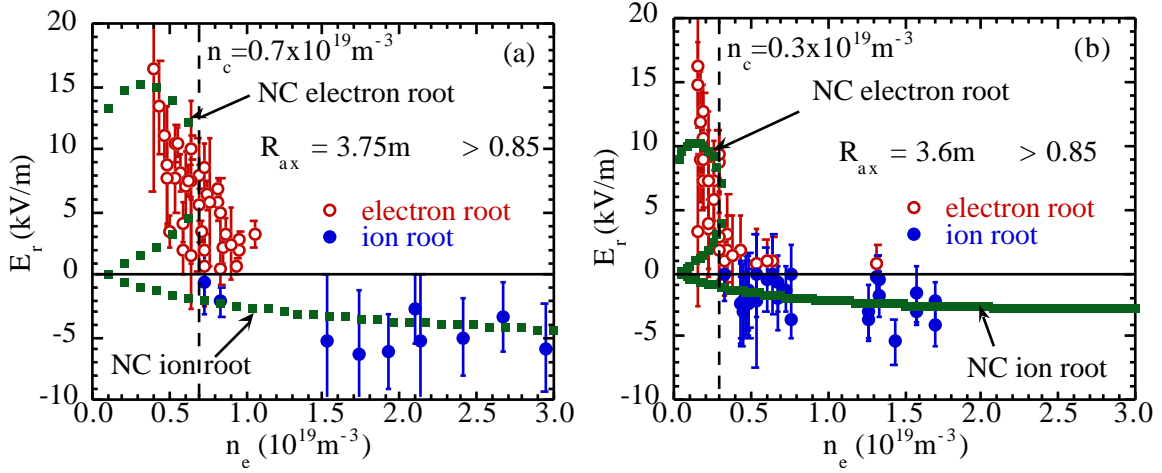 20
15
10
5
0
-5
-10
E_r (kV/m)
n_c=0.7x10^19m^-3
(a)
NC electron root
R_ax = 3.75m > 0.85
electron root
ion root
NC ion root
0.0 0.5 1.0 1.5 2.0 2.5 3.0
n_e (10^19m^-3)
20
15
10
5
0
-5
-10
E_r (kV/m)
n_c=0.3x10^19m^-3
(b)
NC electron root
R_ax = 3.6m > 0.85
electron root
ion root
NC ion root
0.0 0.5 1.0 1.5 2.0 2.5 3.0
n_e (10^19m^-3)